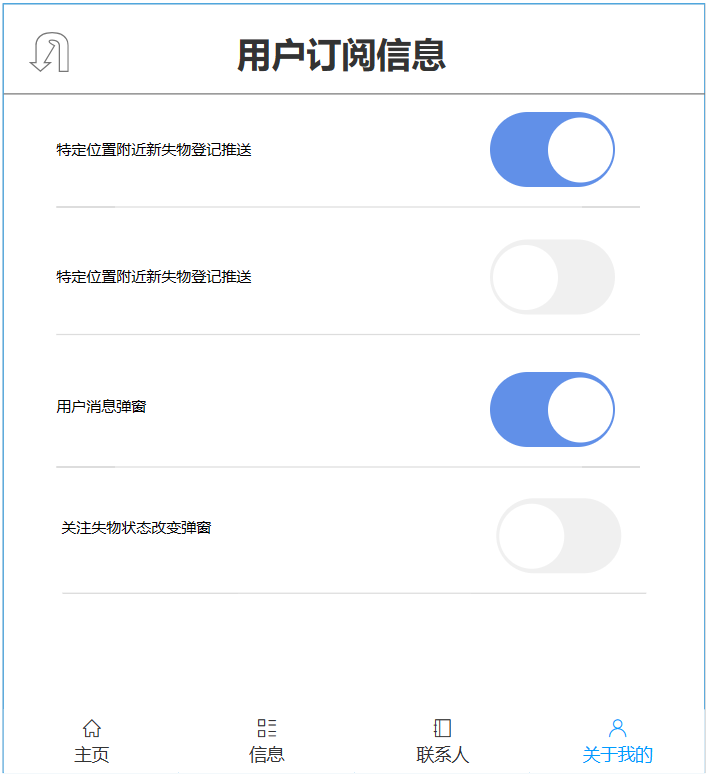 用户订阅信息
特定位置附近新失物登记推送
特定位置附近新失物登记推送
用户消息弹窗
关注失物状态改变弹窗
主页
信息
联系人
关于我的